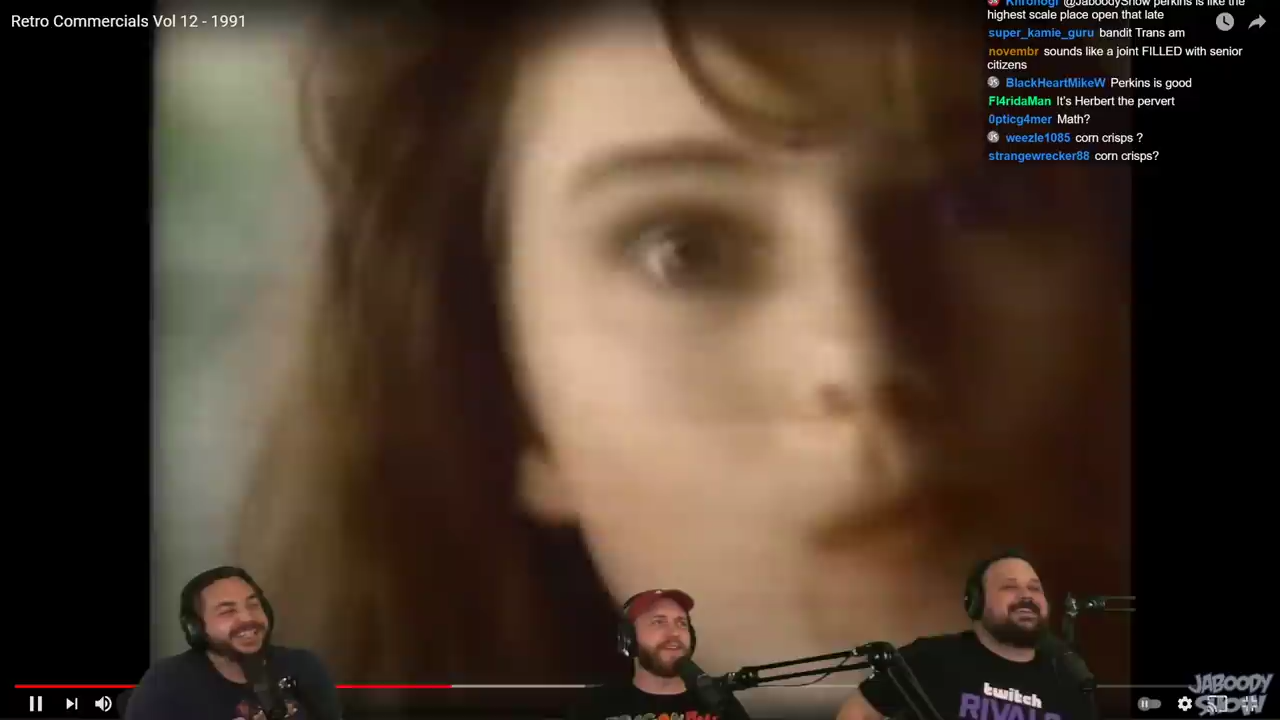 Retro Commercials Vol 12 - 1991
Khronogi @JaboodyShow perkins is like the
highest scale place open that late
super_kamie_guru bandit Trans am
novembr sounds like a joint FILLED with senior
citizens
BlackHeartMikeW Perkins is good
Fl4ridaMan It's Herbert the pervert
0pticg4mer Math?
weezle1085 corn crisps ?
strangewrecker88 corn crisps?
twitch
RIVALS
JABOODY
SHOW